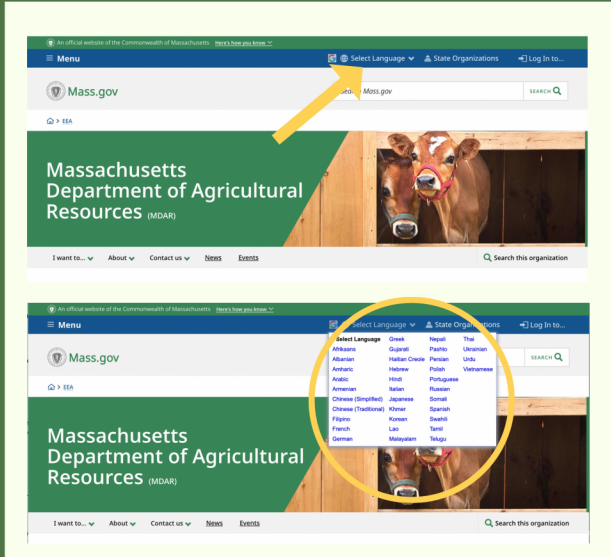 An official website of the Commonwealth of Massachusetts Here's how you know
Menu
Select Language
State Organizations
Log In to...
Mass.gov
Mass.gov
SEARCH
> EEA
Massachusetts
Department of Agricultural
Resources (MDAR)
I want to... About Contact us News Events
Search this organization
An official website of the Commonwealth of Massachusetts Here's how you know
Menu
Select Language
State Organizations
Log In to...
Mass.gov
SEARCH
> EEA
Select Language Greek Nepali Thai
Afrikaans Gujarati Pashto Ukrainian
Albanian Haitian Creole Persian Urdu
Amharic Hebrew Polish Vietnamese
Arabic Hindi Portuguese
Armenian Italian Russian
Chinese (Simplified) Japanese Somali
Chinese (Traditional) Khmer Spanish
Filipino Korean Swahili
French Lao Tamil
German Malayalam Telugu
Massachusetts
Department of Agricultural
Resources (MDAR)
I want to... About Contact us News Events
Search this organization